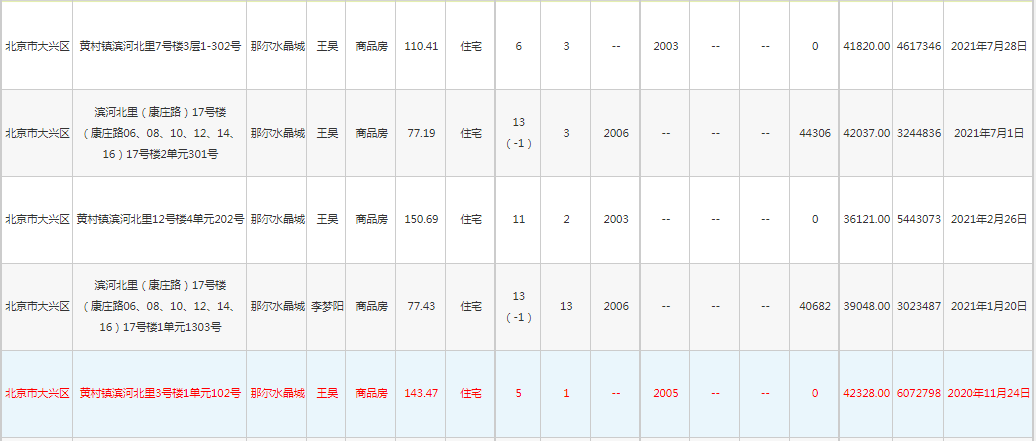 北京市大兴区 黄村镇滨河北里7号楼3层1-302号 那尔水晶城 王昊 商品房 110.41 住宅 6 3 -- 2003 -- -- 0 41820.00 4617346 2021年7月28日
北京市大兴区 滨河北里（康庄路）17号楼
（康庄路06、08、10、12、14、
16）17号楼2单元301号 那尔水晶城 王昊 商品房 77.19 住宅 13
（-1） 3 2006 -- -- -- 44306 42037.00 3244836 2021年7月1日
北京市大兴区 黄村镇滨河北里12号楼4单元202号 那尔水晶城 王昊 商品房 150.69 住宅 11 2 -- 2003 -- -- 0 36121.00 5443073 2021年2月26日
北京市大兴区 滨河北里（康庄路）17号楼
（康庄路06、08、10、12、14、
16）17号楼1单元1303号 那尔水晶城 李梦阳 商品房 77.43 住宅 13
（-1） 13 2006 -- -- -- 40682 39048.00 3023487 2021年1月20日
北京市大兴区 黄村镇滨河北里3号楼1单元102号 那尔水晶城 王昊 商品房 143.47 住宅 5 1 -- 2005 -- -- 0 42328.00 6072798 2020年11月24日